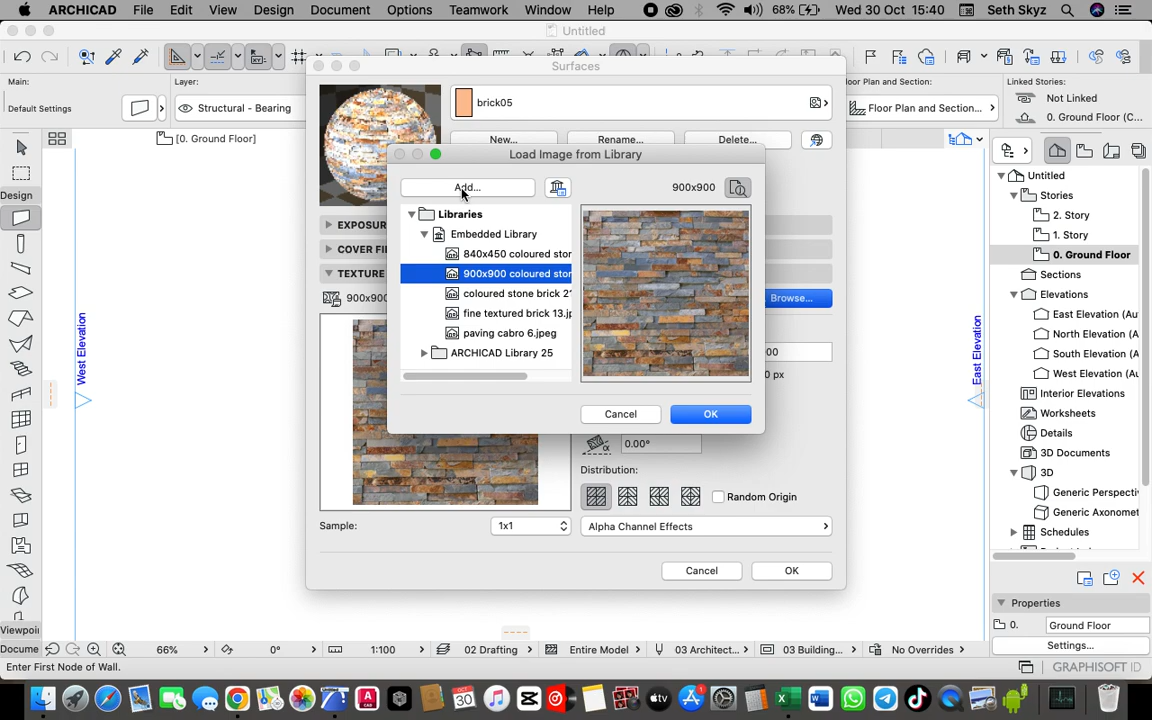 ARCHICAD File Edit View Design Document Options Teamwork Window Help 68% Wed 30 Oct 15:40 Seth Skyz
Untitled
Main:
Layer:
Floor Plan and Section:
Linked Stories:
Default Settings
Structural - Bearing
Floor Plan and Section...
Not Linked
0. Ground Floor (C...
[0. Ground Floor]
Surfaces
brick05
New...
Rename...
Delete...
EXPOSUR
COVER FI
TEXTURE
900x900
Browse...
00
0 px
0.00°
Distribution:
Random Origin
Sample:
1x1
Alpha Channel Effects
Cancel
OK
Load Image from Library
Add...
900x900
Libraries
Embedded Library
840x450 coloured stor
900x900 coloured stor
coloured stone brick 2
fine textured brick 13.j
paving cabro 6.jpeg
ARCHICAD Library 25
Cancel
OK
Design
Viewpoi
Docume
West Elevation
East Elevation
Untitled
Stories
2. Story
1. Story
0. Ground Floor
Sections
Elevations
East Elevation (Au
North Elevation (A
South Elevation (A
West Elevation (A
Interior Elevations
Worksheets
Details
3D Documents
3D
Generic Perspecti
Generic Axonomet
Schedules
Properties
0.
Ground Floor
Settings...
GRAPHISOFT ID
66%
0°
1:100
02 Drafting
Entire Model
03 Architect...
03 Building...
No Overrides
Enter First Node of Wall.